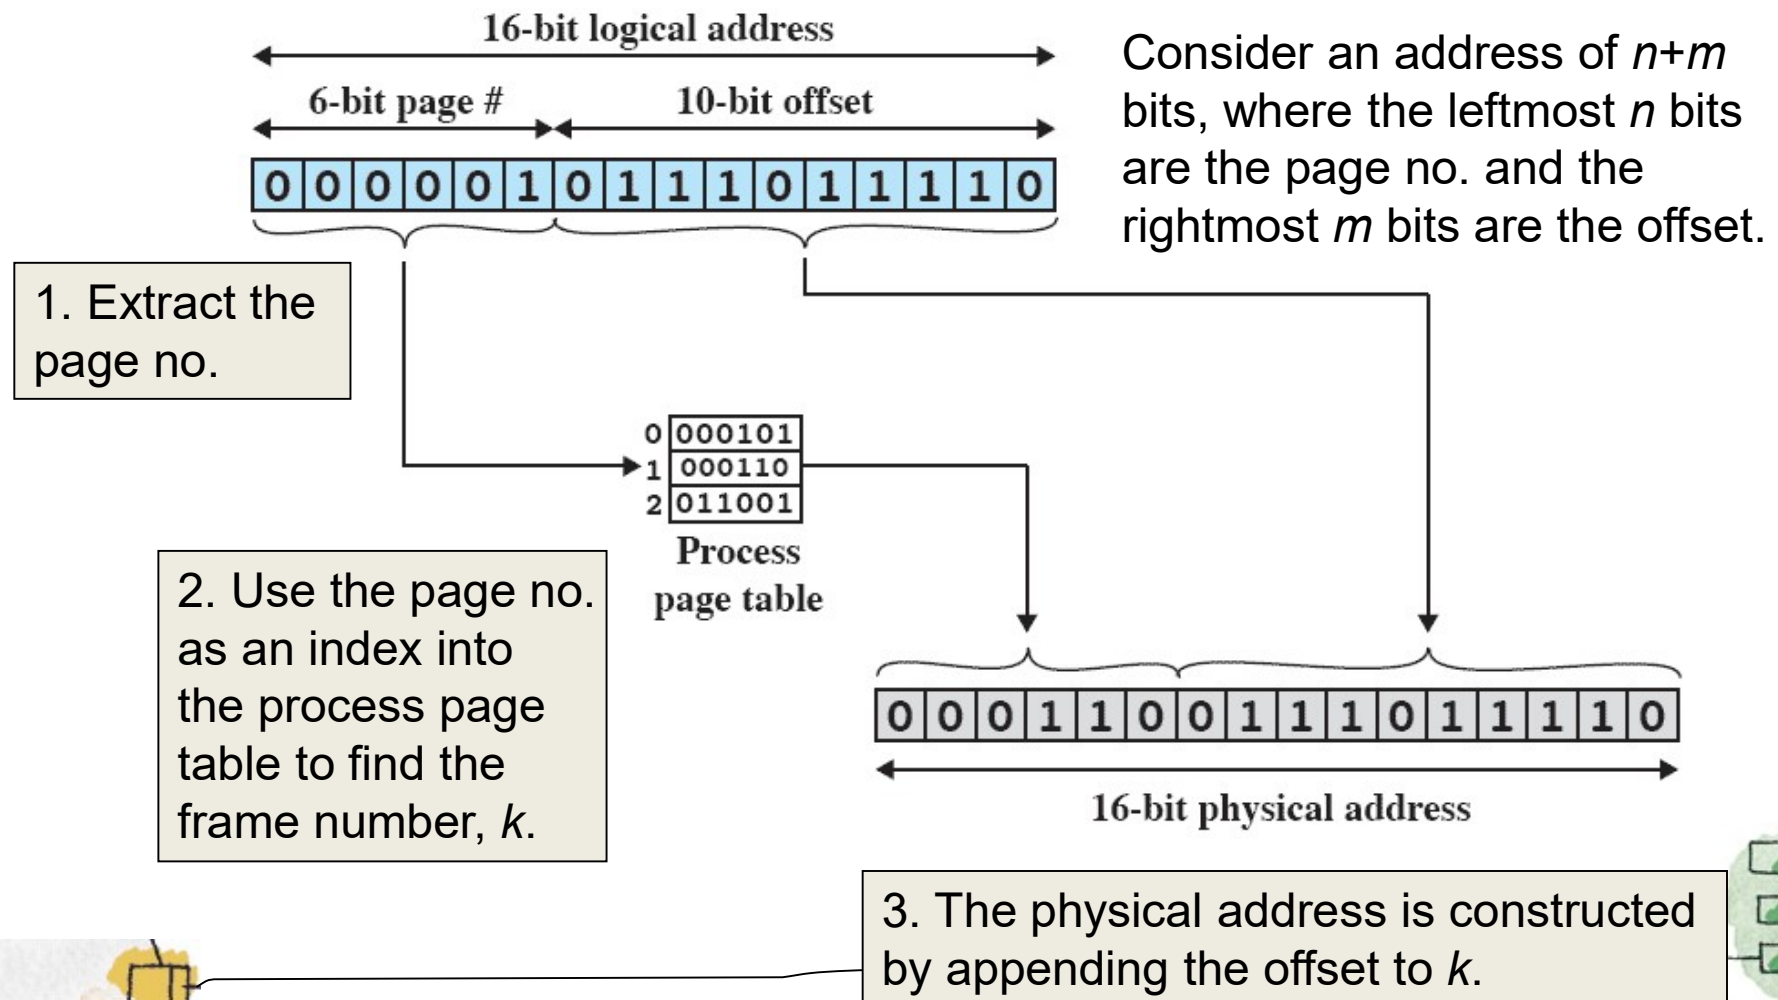 16-bit logical address
6-bit page #
10-bit offset
0 0 0 0 0 1 0 1 1 1 0 1 1 1 1 0
Consider an address of n+m
bits, where the leftmost n bits
are the page no. and the
rightmost m bits are the offset.
1. Extract the
page no.
0 000101
1 000110
2 011001
Process
page table
2. Use the page no.
as an index into
the process page
table to find the
frame number, k.
0 0 0 1 1 0 0 1 1 1 0 1 1 1 1 0
16-bit physical address
3. The physical address is constructed
by appending the offset to k.